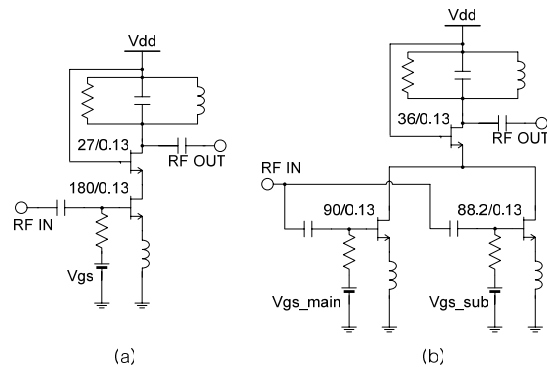 Vdd
27/0.13
RF OUT
180/0.13
RF IN
Vgs
(a)
Vdd
36/0.13
RF OUT
RF IN
90/0.13
88.2/0.13
Vgs_main
Vgs_sub
(b)